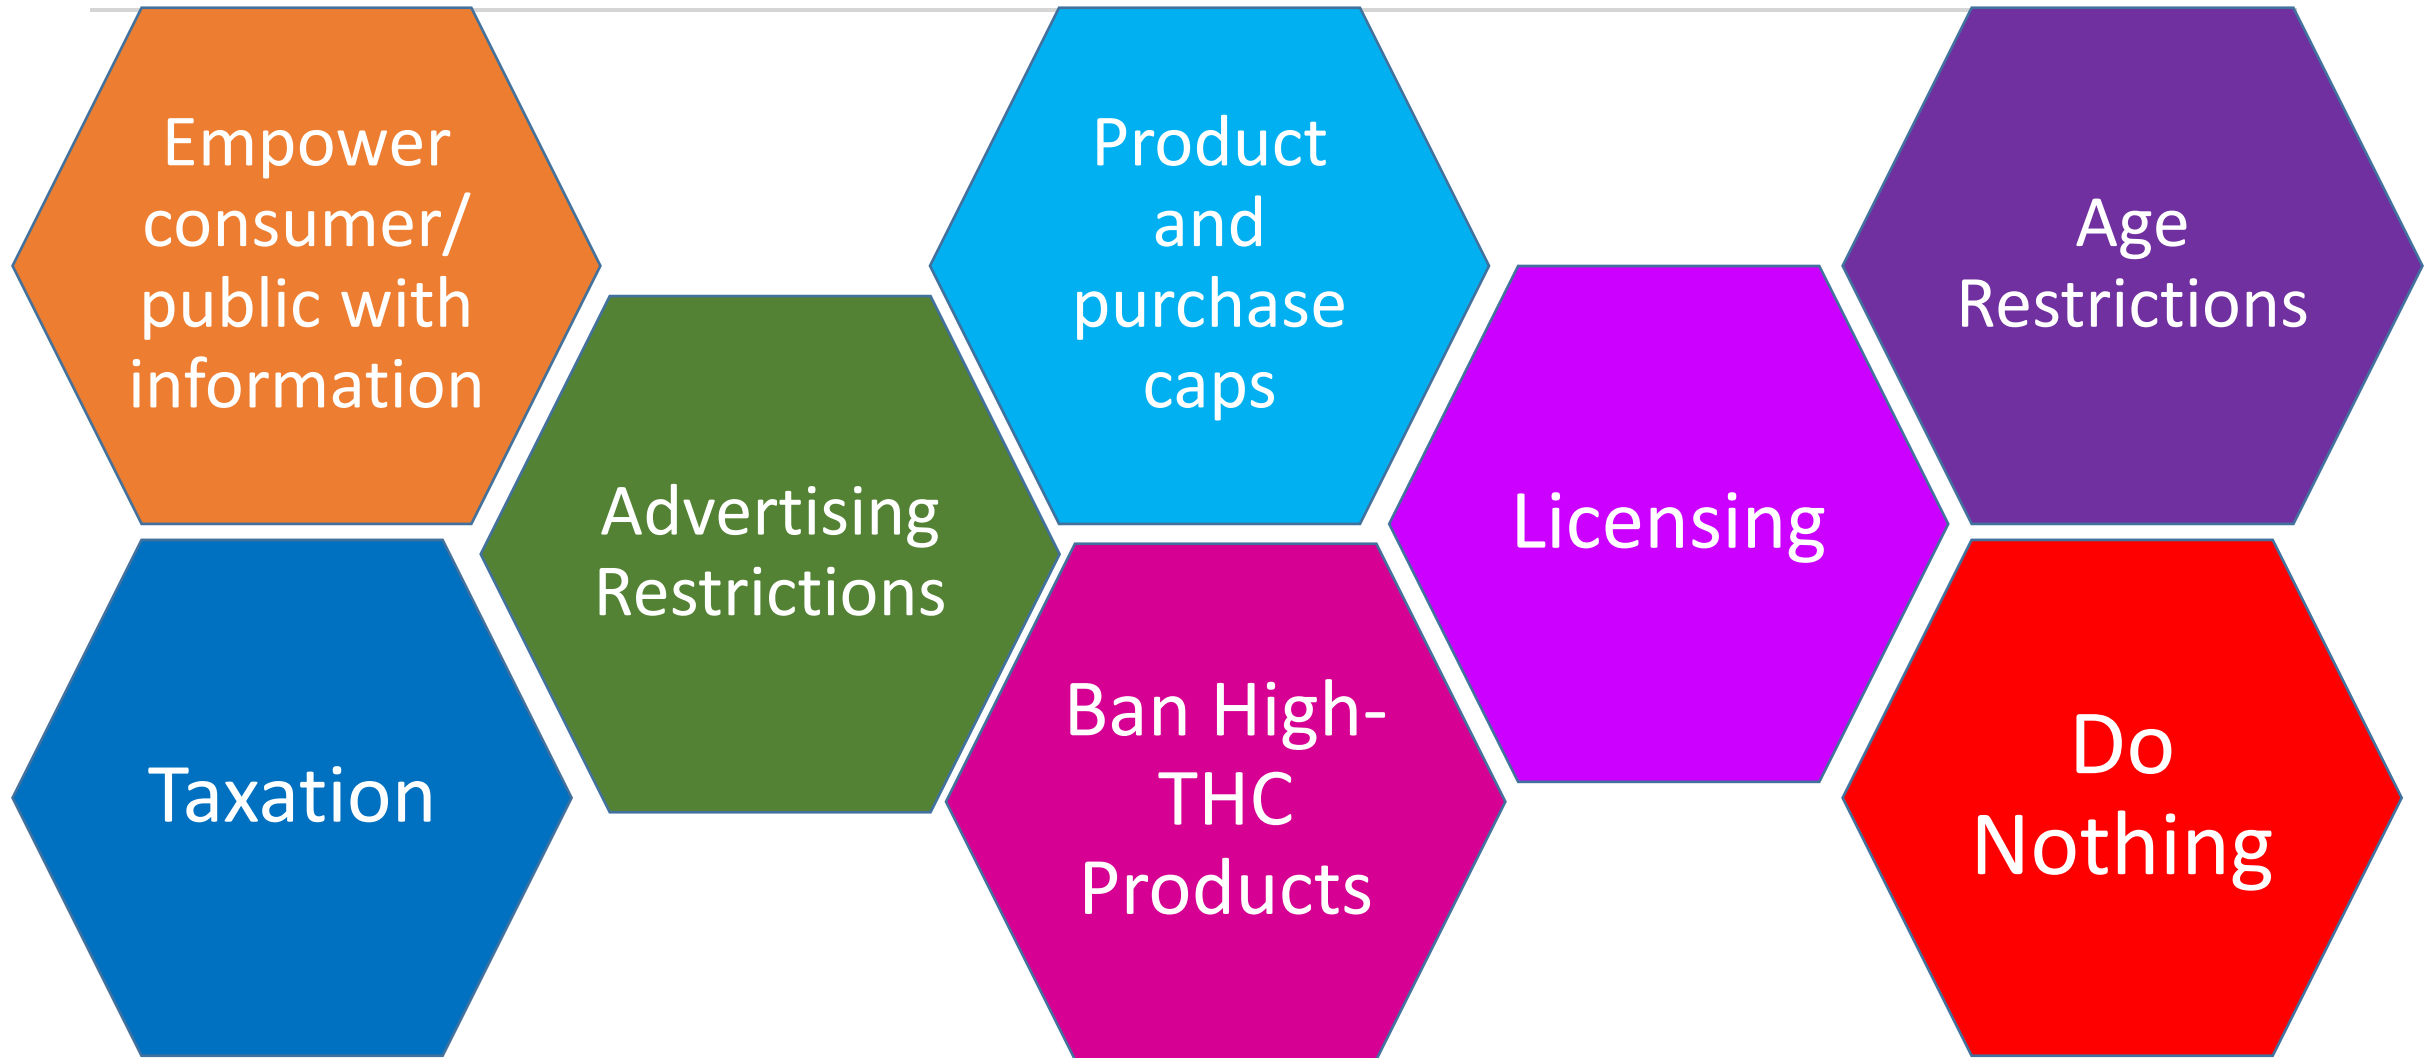 Empower
consumer/
public with
information
Product
and
purchase
caps
Age
Restrictions
Advertising
Restrictions
Licensing
Taxation
Ban High-
THC
Products
Do
Nothing